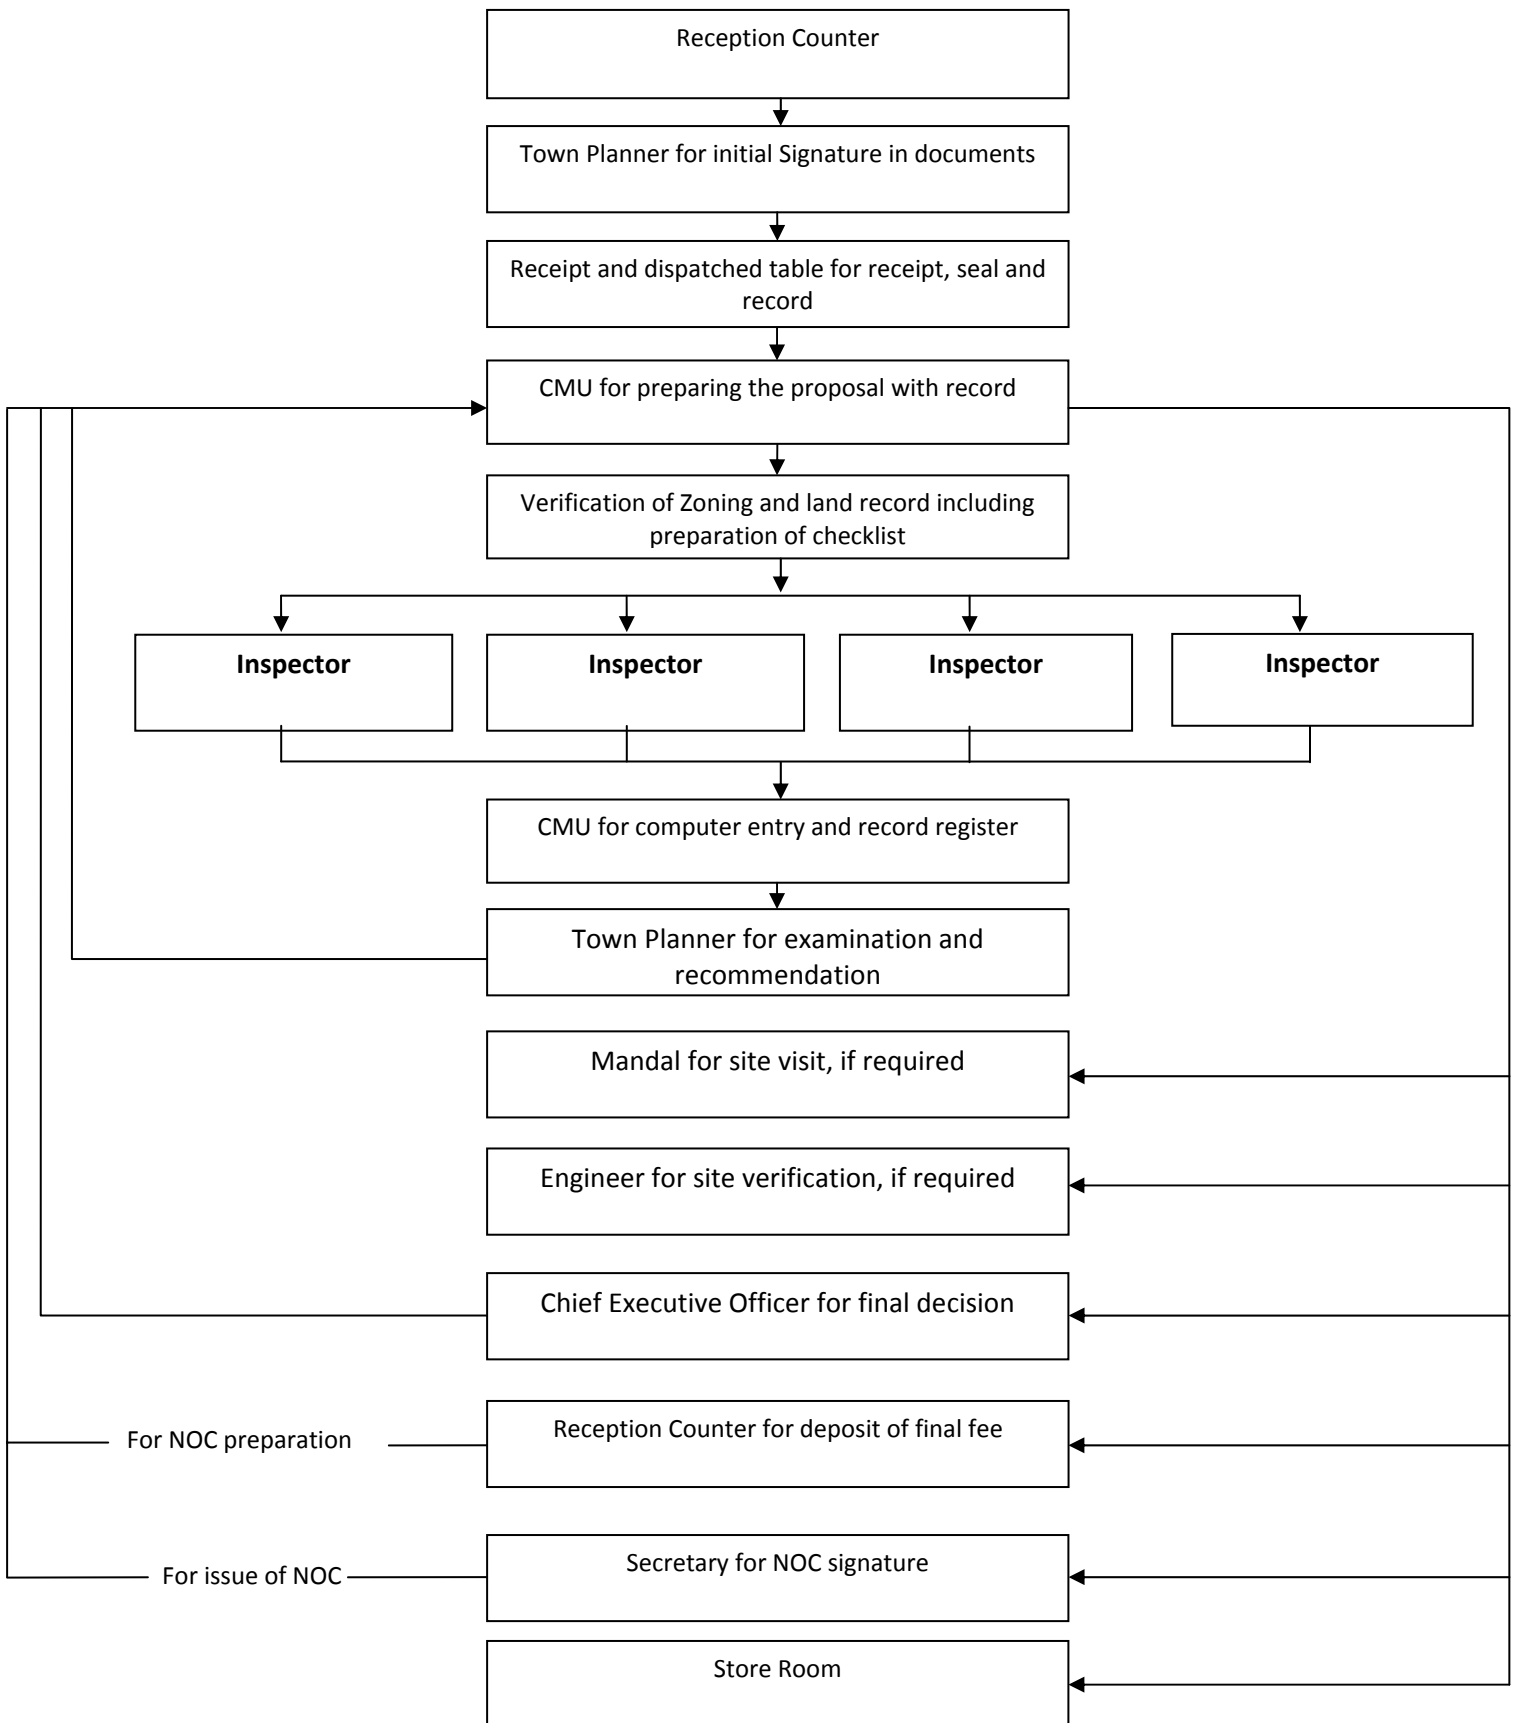 Reception Counter
Town Planner for initial Signature in documents
Receipt and dispatched table for receipt, seal and
record
CMU for preparing the proposal with record
Verification of Zoning and land record including
preparation of checklist
Inspector
Inspector
Inspector
Inspector
CMU for computer entry and record register
Town Planner for examination and
recommendation
Mandal for site visit, if required
Engineer for site verification, if required
Chief Executive Officer for final decision
For NOC preparation
Reception Counter for deposit of final fee
For issue of NOC
Secretary for NOC signature
Store Room